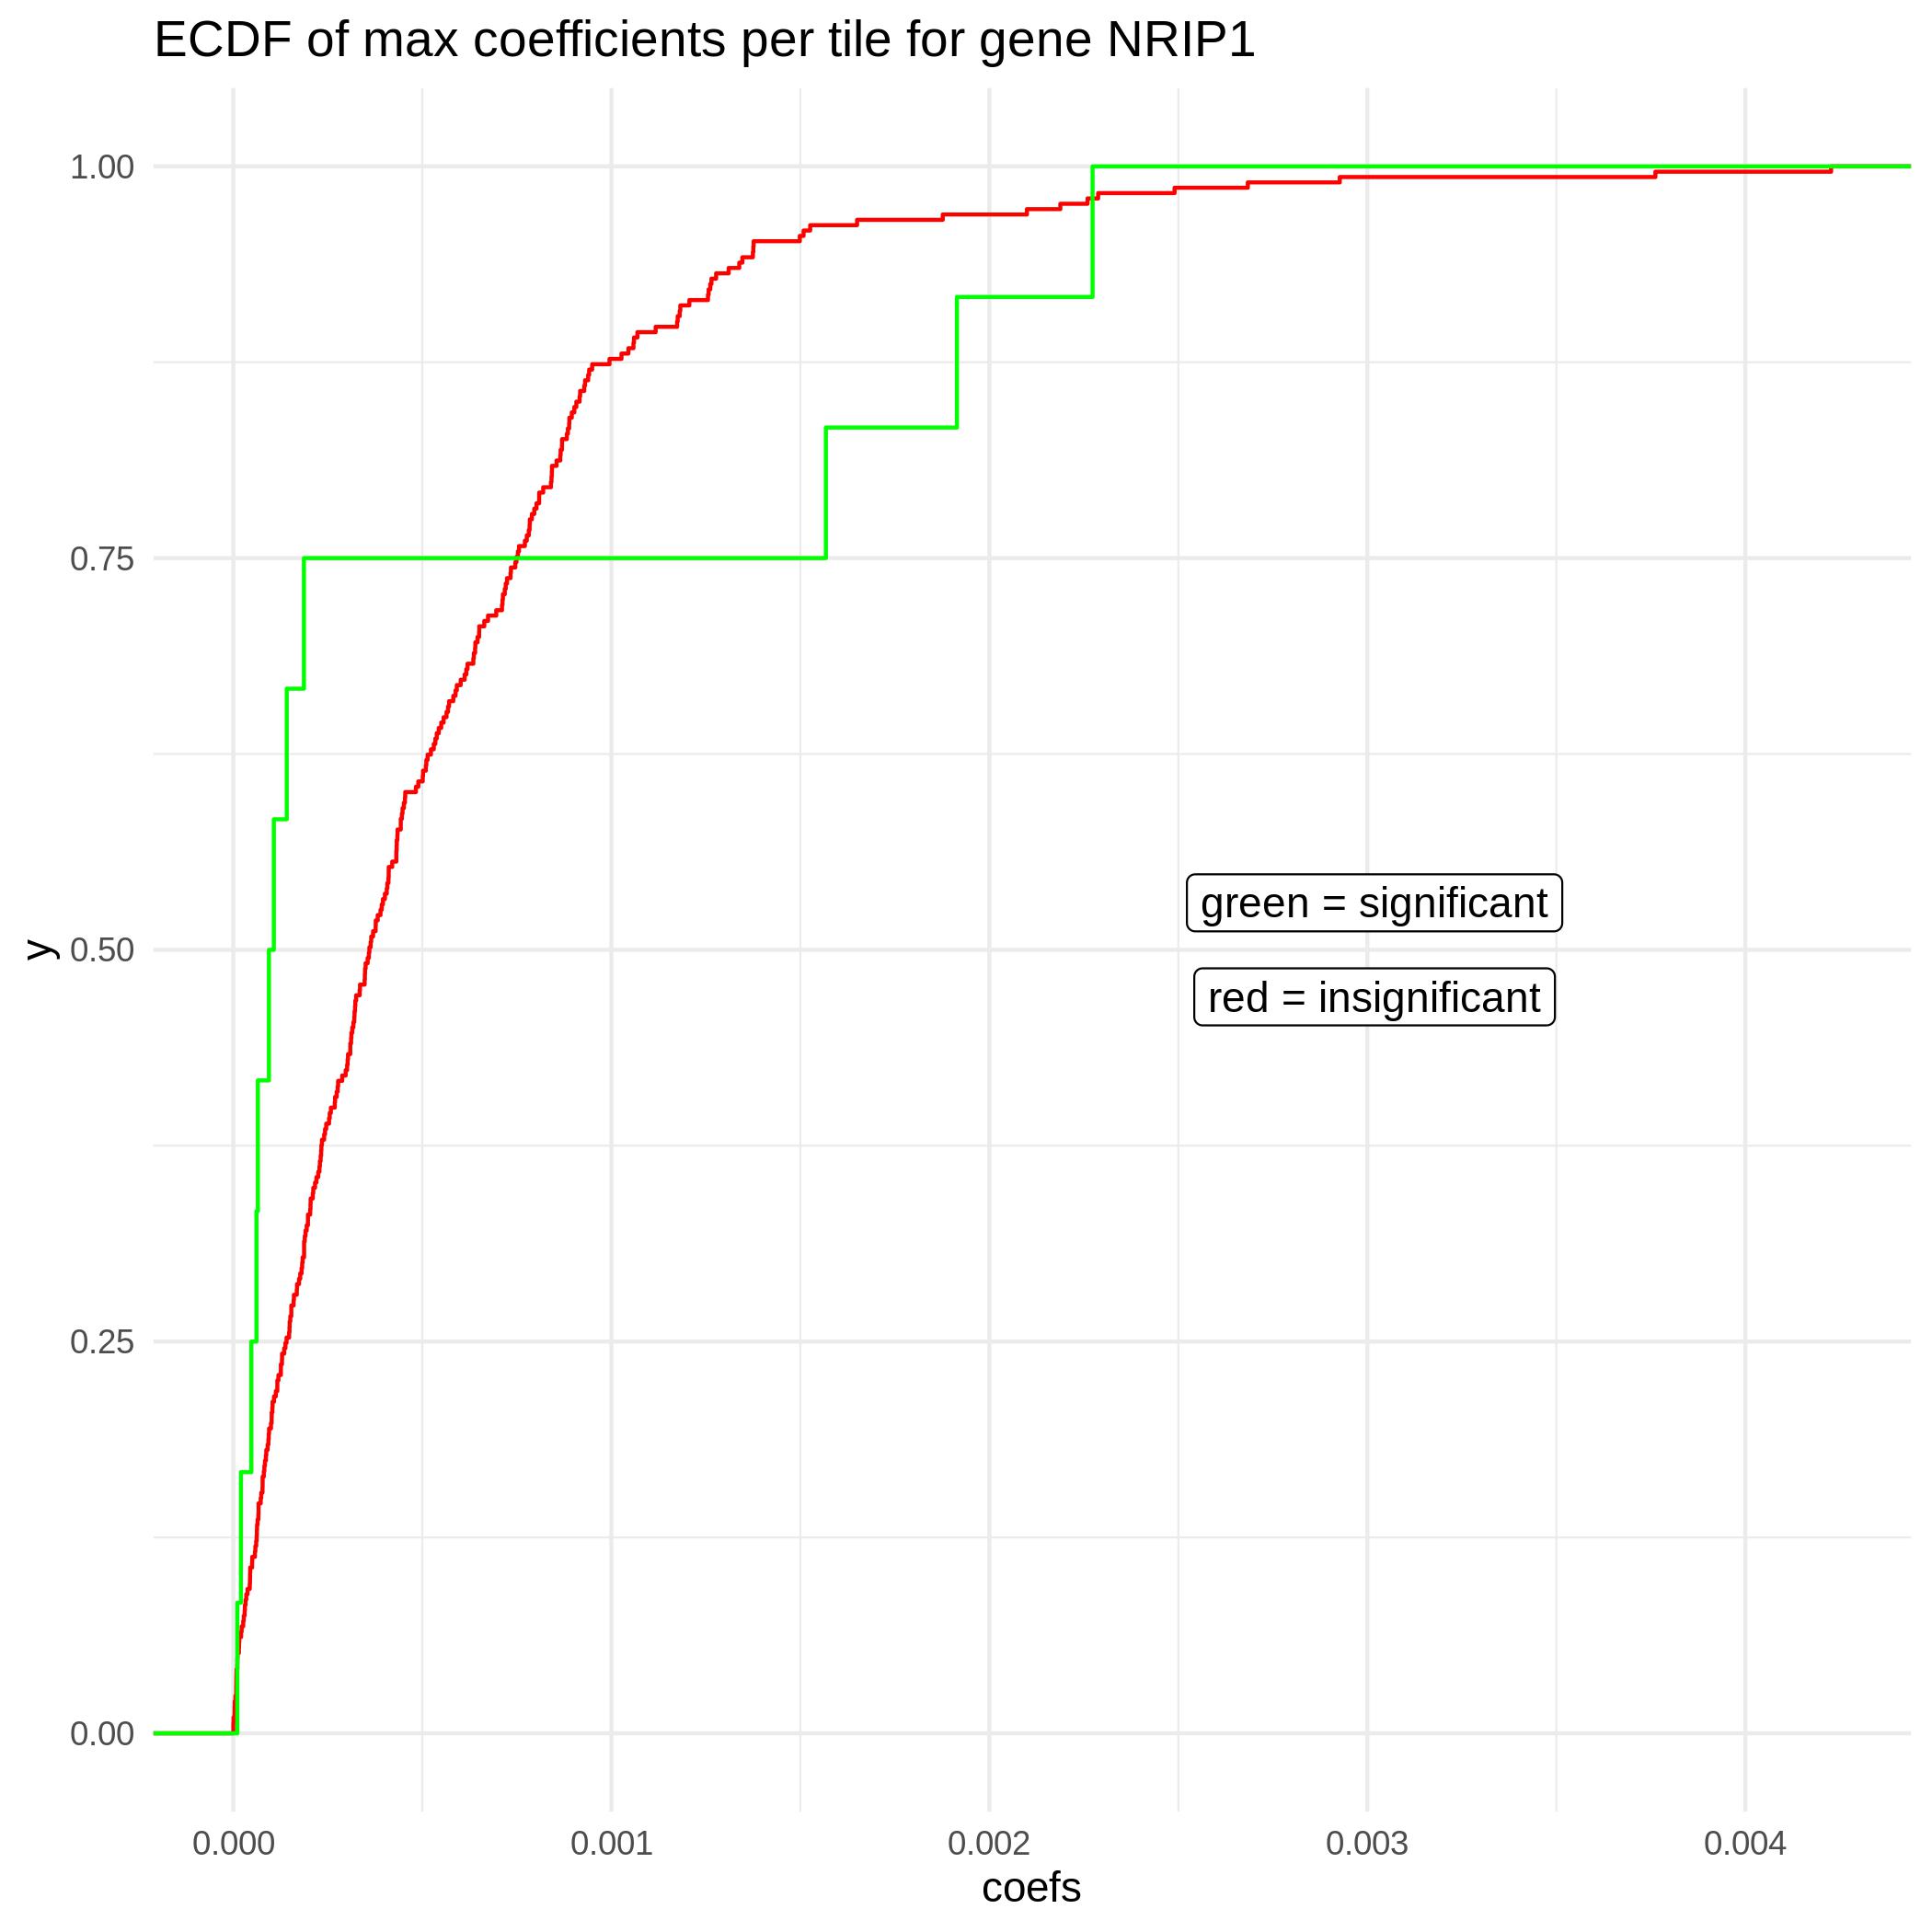 ECDF of max coefficients per tile for gene NRIP1
1.00
0.75
0.50
0.25
0.00
y
green = significant
red = insignificant
0.000 0.001 0.002 0.003 0.004
coefs